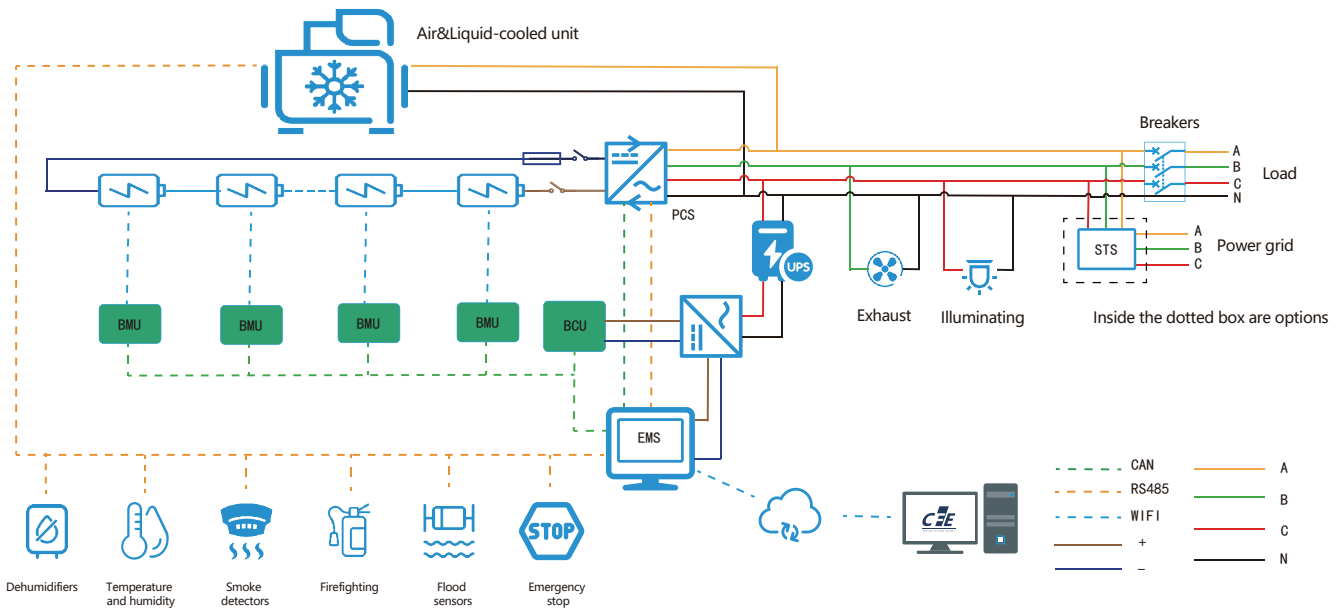 Air&Liquid-cooled unit
Breakers
A
B
C
N
Load
PCS
UPS
STS
A
B
C
Power grid
Exhaust
Illuminating
Inside the dotted box are options
BMU
BMU
BMU
BMU
BCU
EMS
CAN
RS485
WIFI
+
−
A
B
C
N
STOP
Dehumidifiers
Temperature
and humidity
Smoke
detectors
Firefighting
Flood
sensors
Emergency
stop